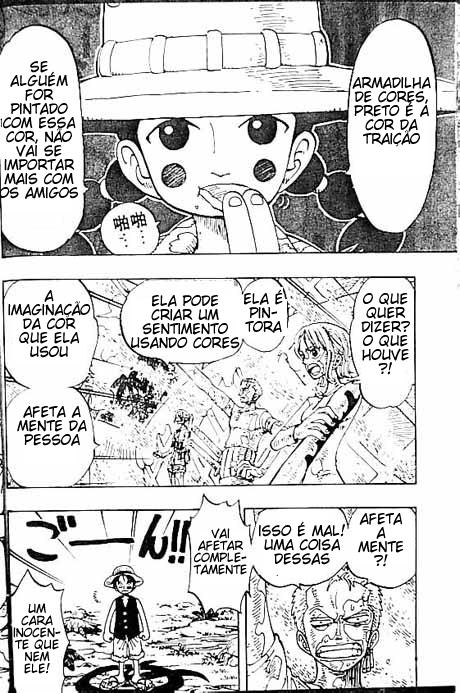 ARMADILHA
DE CORES,
PRETO É A
COR DA
TRAIÇÃO
SE
ALGUÉM
FOR
PINTADO
COM ESSA
COR, NÃO
VAI SE
IMPORTAR
MAIS COM
OS AMIGOS
啪啪
O QUE
QUER
DIZER?
O QUE
HOUVE
?!
ELA É
PIN-
TORA
ELA PODE
CRIAR UM
SENTIMENTO
USANDO CORES
A
IMAGINAÇÃO
DA COR
QUE ELA
USOU
AFETA A
MENTE DA
PESSOA
AFETA A
MENTE
?!
ISSO É MAL!
UMA COISA
DESSAS
VAI
AFETAR
COMPLE-
TAMENTE
ごーん!!
UM
CARA
INOCEN-
TE QUE
NEM
ELE!